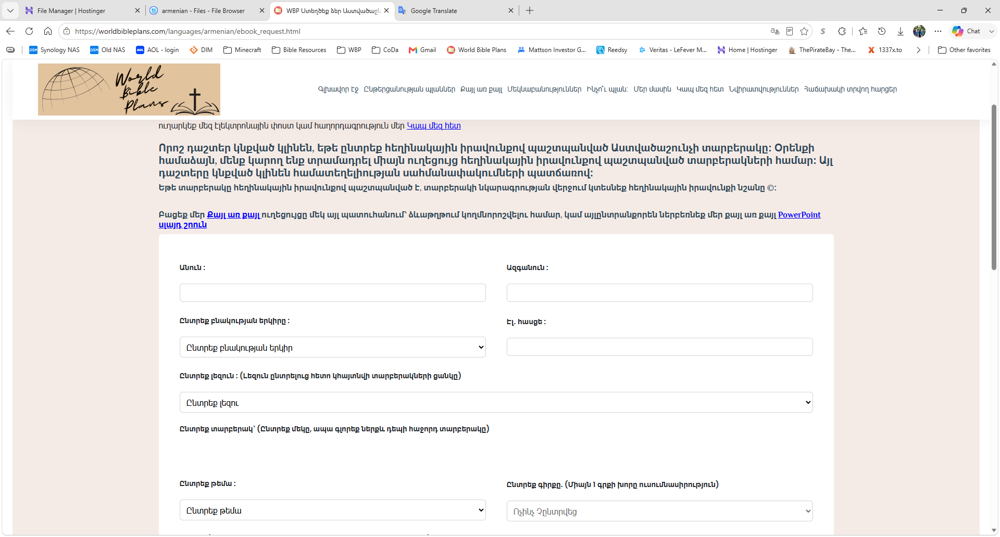 File Manager | Hostinger
armenian - Files - File Browser
WBP Ստեղծեք ձեր Աստվածաշն
Google Translate
https://worldbibleplans.com/languages/armenian/ebook_request.html
Chat
Synology NAS
Old NAS
AOL - login
DIM
Minecraft
Bible Resources
WBP
CoDa
Gmail
World Bible Plans
Mattson Investor G...
Reedsy
Veritas - LeFever M...
Home | Hostinger
ThePirateBay - The...
1337x.to
Other favorites
World
Bible
Plans
Գլխավոր էջ Ընթերցանության պլաններ Քայլ առ քայլ Մեկնաբանություններ Ինչո՞ւ պլան: Մեր մասին Կապ մեզ հետ Նվիրատվություններ Հաճախակի տրվող հարցեր
ուղարկեք մեզ էլեկտրոնային փոստ կամ հաղորդագրություն մեր Կապ մեզ հետ
Որոշ դաշտեր կնքված կլինեն, եթե ընտրեք հեղինակային իրավունքով պաշտպանված Աստվածաշունչի տարբերակը: Օրենքի
համաձայն, մենք կարող ենք տրամադրել միայն ուղեցույց հեղինակային իրավունքով պաշտպանված տարբերակների համար: Այլ
դաշտերը կնքված կլինեն համատեղելիության սահմանափակումների պատճառով:
Եթե տարբերակը հեղինակային իրավունքով պաշտպանված է, տարբերակի նկարագրության վերջում կտեսնեք հեղինակային իրավունքի նշանը ©:
Բացեք մեր Քայլ առ քայլ ուղեցույցը մեկ այլ պատուհանում՝ ձևաթղթում կողմնորոշվելու համար, կամ այլընտրանքորեն ներբեռնեք մեր քայլ առ քայլ PowerPoint
սլայդ շոուն
Անուն :
Ազգանուն :
Ընտրեք բնակության երկիրը :
Էլ. հասցե :
Ընտրեք բնակության երկիր
Ընտրեք լեզուն : (Լեզուն ընտրելուց հետո կհայտնվի տարբերակների ցանկը)
Ընտրեք լեզու
Ընտրեք տարբերակ՝ (Ընտրեք մեկը, ապա գլորեք ներքև դեպի հաջորդ տարբերակը)
Ընտրեք թեմա :
Ընտրեք գիրքը. (Միայն 1 գրքի խորը ուսումնասիրություն)
Ընտրեք թեմա
Ոչինչ Չընտրվեց